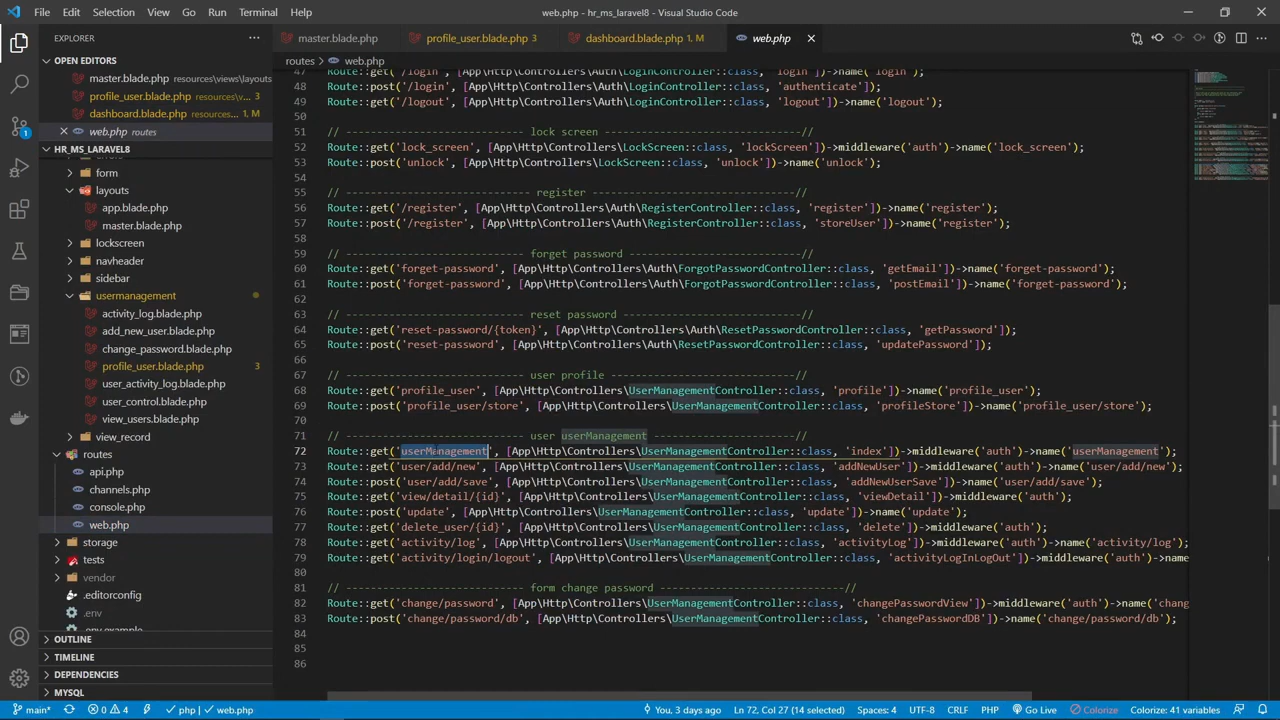 File Edit Selection View Go Run Terminal Help
web.php - hr_ms_laravel8 - Visual Studio Code
EXPLORER
master.blade.php
profile_user.blade.php 3
dashboard.blade.php 1, M
web.php
OPEN EDITORS
master.blade.php resources\views\layouts
profile_user.blade.php resources\v... 3
dashboard.blade.php resources... 1, M
web.php routes
HR_MS_LARAVEL8
form
layouts
app.blade.php
master.blade.php
lockscreen
navheader
sidebar
usermanagement
activity_log.blade.php
add_new_user.blade.php
change_password.blade.php
profile_user.blade.php 3
user_activity_log.blade.php
user_control.blade.php
view_users.blade.php
view_record
routes
api.php
channels.php
console.php
web.php
storage
tests
vendor
.editorconfig
.env
.env.example
OUTLINE
TIMELINE
DEPENDENCIES
MYSQL
routes > web.php
47 Route::get('/login', [App\Http\Controllers\Auth\LoginController::class, 'login'])->name('login');
48 Route::post('/login', [App\Http\Controllers\Auth\LoginController::class, 'authenticate']);
49 Route::get('/logout', [App\Http\Controllers\Auth\LoginController::class, 'logout'])->name('logout');
50
51 // ----------------------------- lock screen --------------------------------//
52 Route::get('lock_screen', [App\Http\Controllers\LockScreen::class, 'lockScreen'])->middleware('auth')->name('lock_screen');
53 Route::post('unlock', [App\Http\Controllers\LockScreen::class, 'unlock'])->name('unlock');
54
55 // ------------------------------ register ---------------------------------//
56 Route::get('/register', [App\Http\Controllers\Auth\RegisterController::class, 'register'])->name('register');
57 Route::post('/register', [App\Http\Controllers\Auth\RegisterController::class, 'storeUser'])->name('register');
58
59 // ----------------------------- forget password ----------------------------//
60 Route::get('forget-password', [App\Http\Controllers\Auth\ForgotPasswordController::class, 'getEmail'])->name('forget-password');
61 Route::post('forget-password', [App\Http\Controllers\Auth\ForgotPasswordController::class, 'postEmail'])->name('forget-password');
62
63 // ----------------------------- reset password -----------------------------//
64 Route::get('reset-password/{token}', [App\Http\Controllers\Auth\ResetPasswordController::class, 'getPassword']);
65 Route::post('reset-password', [App\Http\Controllers\Auth\ResetPasswordController::class, 'updatePassword']);
66
67 // ----------------------------- user profile ------------------------------//
68 Route::get('profile_user', [App\Http\Controllers\UserManagementController::class, 'profile'])->name('profile_user');
69 Route::post('profile_user/store', [App\Http\Controllers\UserManagementController::class, 'profileStore'])->name('profile_user/store');
70
71 // ----------------------------- user userManagement -----------------------//
72 Route::get('userManagement', [App\Http\Controllers\UserManagementController::class, 'index'])->middleware('auth')->name('userManagement');
73 Route::get('user/add/new', [App\Http\Controllers\UserManagementController::class, 'addNewUser'])->middleware('auth')->name('user/add/new');
74 Route::post('user/add/save', [App\Http\Controllers\UserManagementController::class, 'addNewUserSave'])->name('user/add/save');
75 Route::get('view/detail/{id}', [App\Http\Controllers\UserManagementController::class, 'viewDetail'])->middleware('auth');
76 Route::post('update', [App\Http\Controllers\UserManagementController::class, 'update'])->name('update');
77 Route::get('delete_user/{id}', [App\Http\Controllers\UserManagementController::class, 'delete'])->middleware('auth');
78 Route::get('activity/log', [App\Http\Controllers\UserManagementController::class, 'activityLog'])->middleware('auth')->name('activity/log');
79 Route::get('activity/login/logout', [App\Http\Controllers\UserManagementController::class, 'activityLogInLogOut'])->middleware('auth')->name
80
81 // ----------------------------- form change password ------------------------------//
82 Route::get('change/password', [App\Http\Controllers\UserManagementController::class, 'changePasswordView'])->middleware('auth')->name('chang
83 Route::post('change/password/db', [App\Http\Controllers\UserManagementController::class, 'changePasswordDB'])->name('change/password/db');
84
85
86
main* 0 4 php web.php You, 3 days ago Ln 72, Col 27 (14 selected) Spaces: 4 UTF-8 CRLF PHP Go Live Colorize Colorize: 41 variables